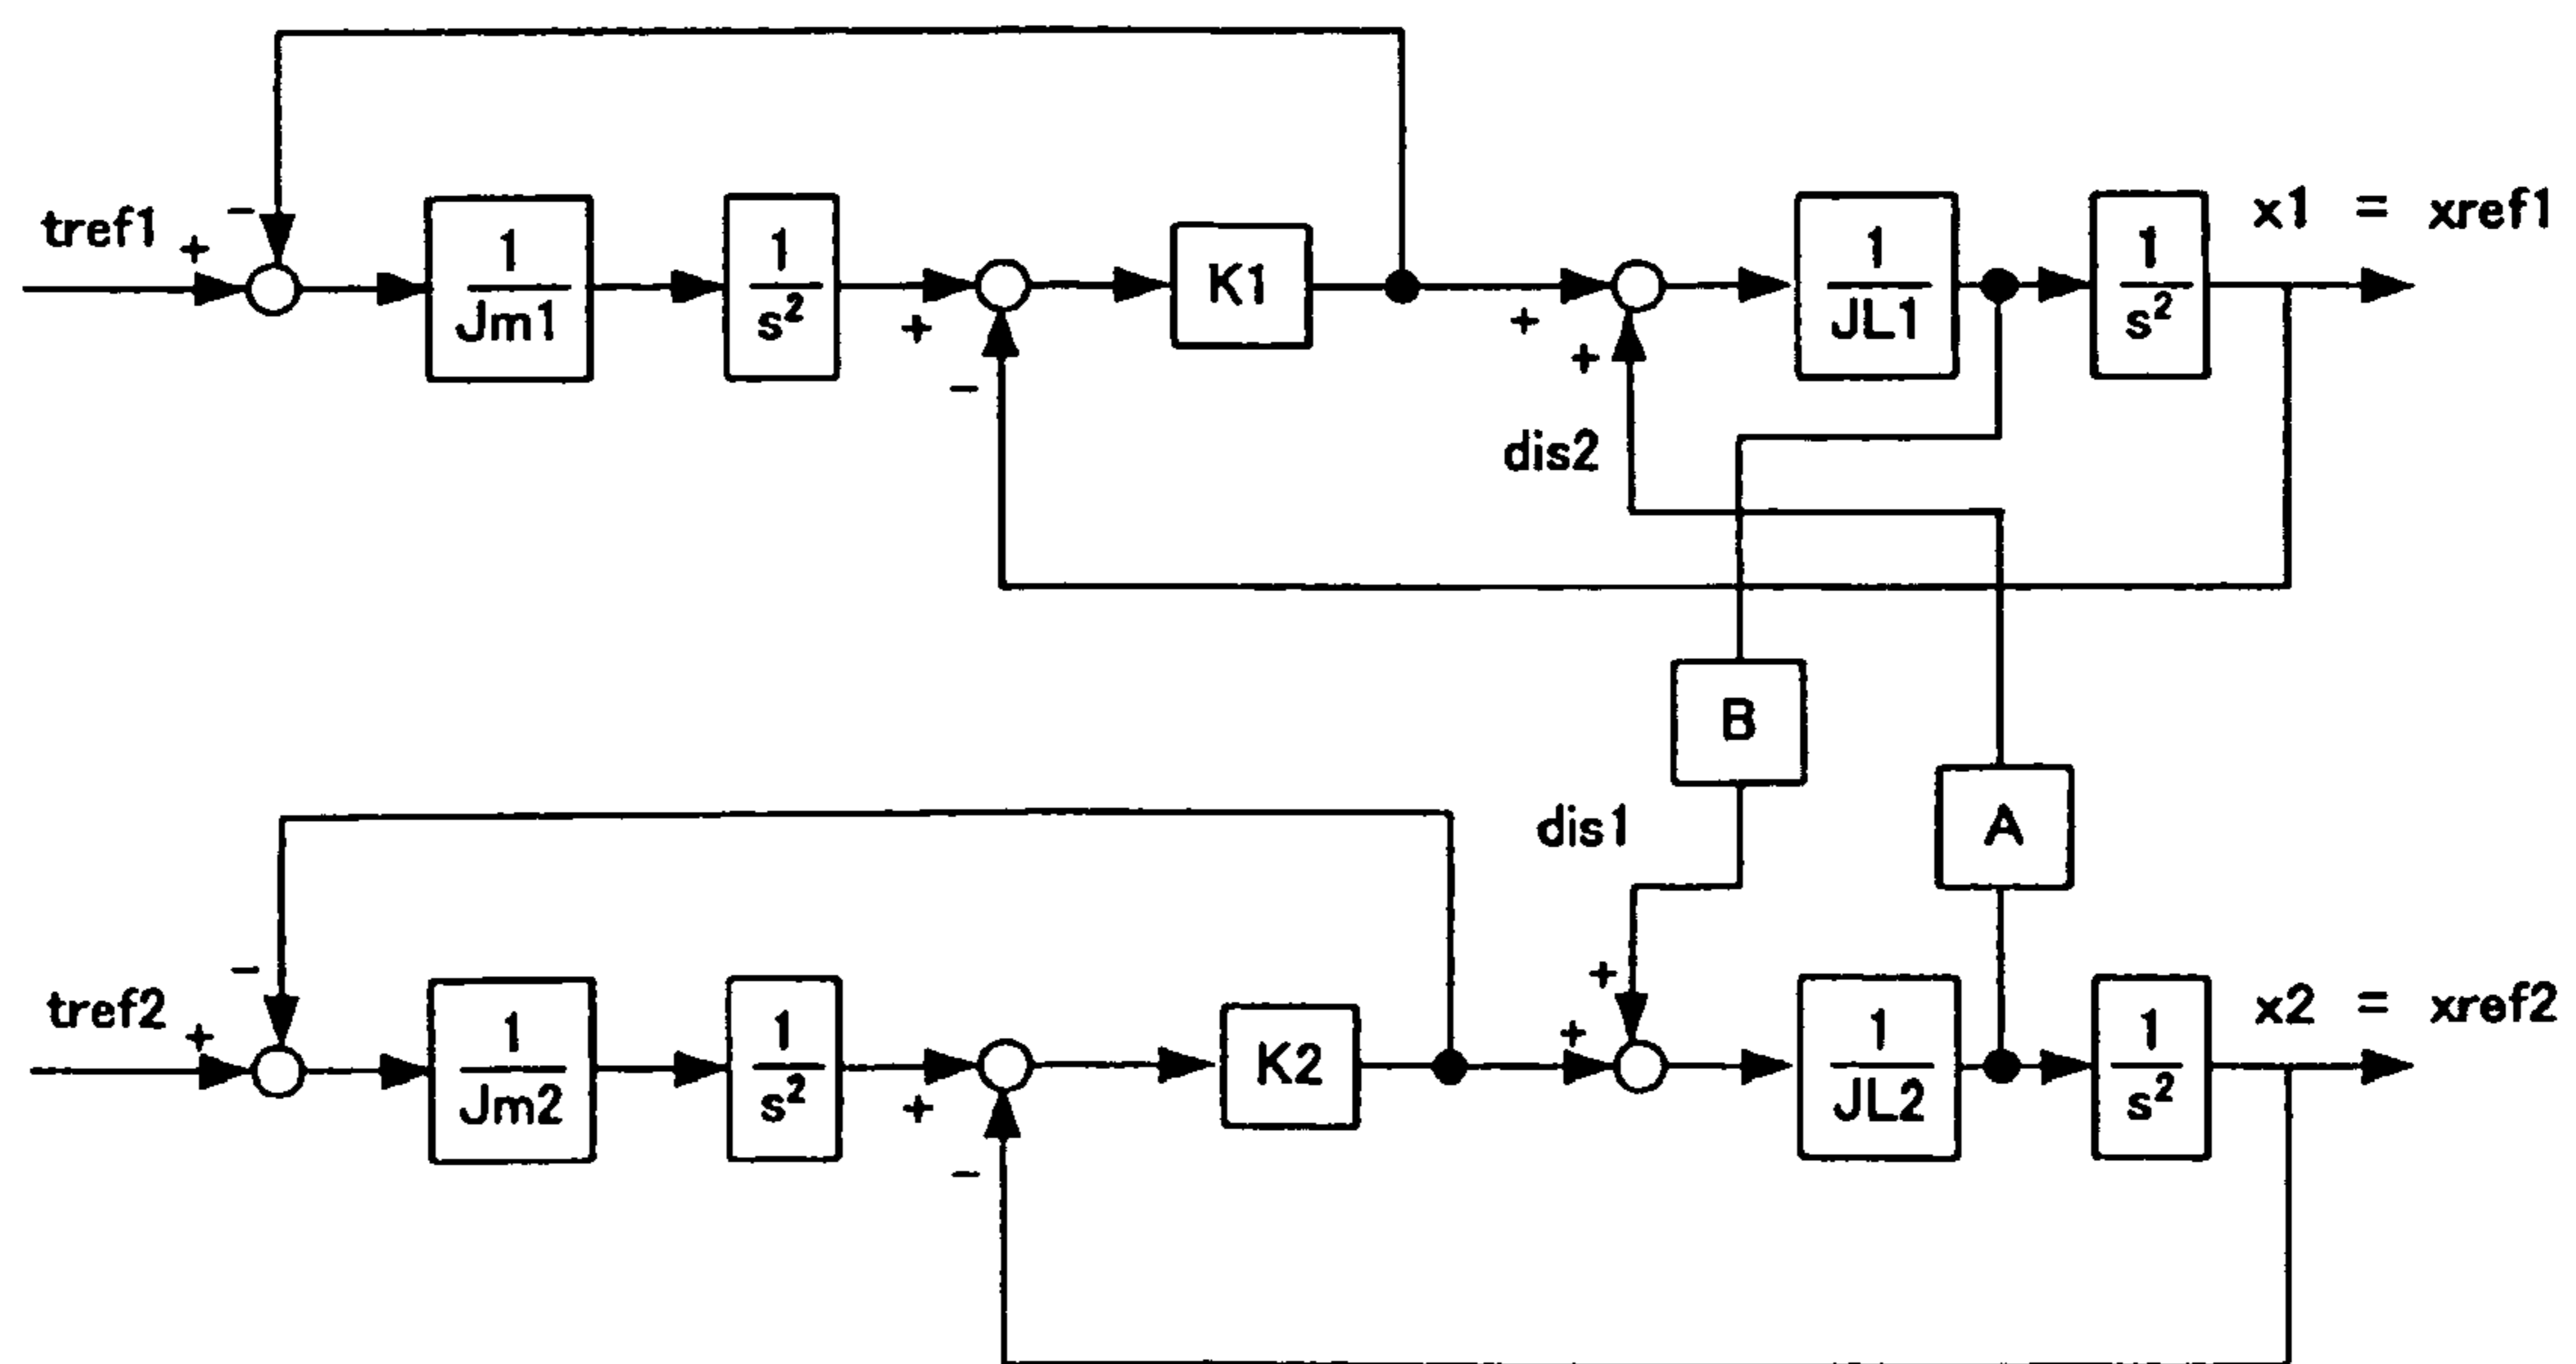 tref1
+
−
1
Jm1
1
s²
+
−
K1
+
+
1
JL1
1
s²
x1 = xref1
dis2
B
A
dis1
tref2
+
−
1
Jm2
1
s²
+
−
K2
+
+
1
JL2
1
s²
x2 = xref2